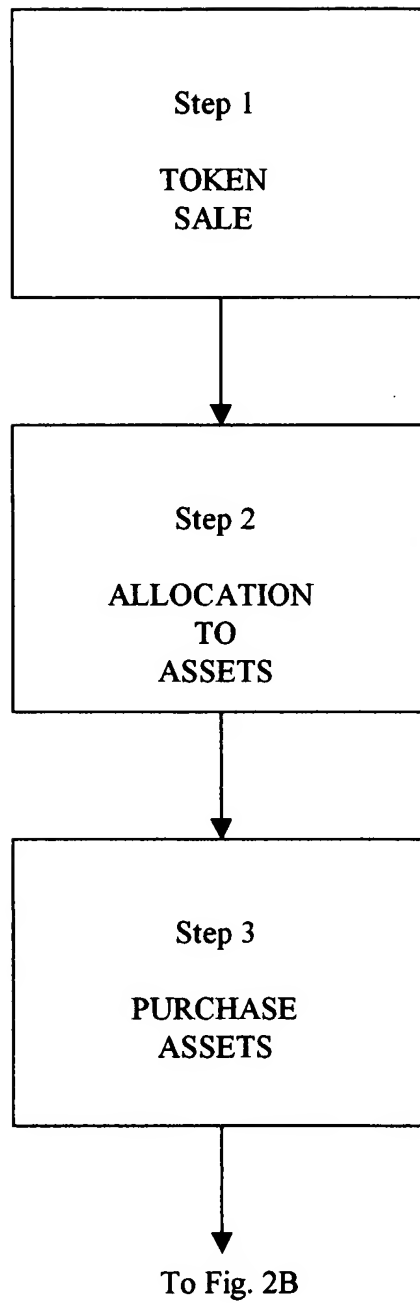 Step 1
TOKEN
SALE
Step 2
ALLOCATION
TO
ASSETS
Step 3
PURCHASE
ASSETS
To Fig. 2B